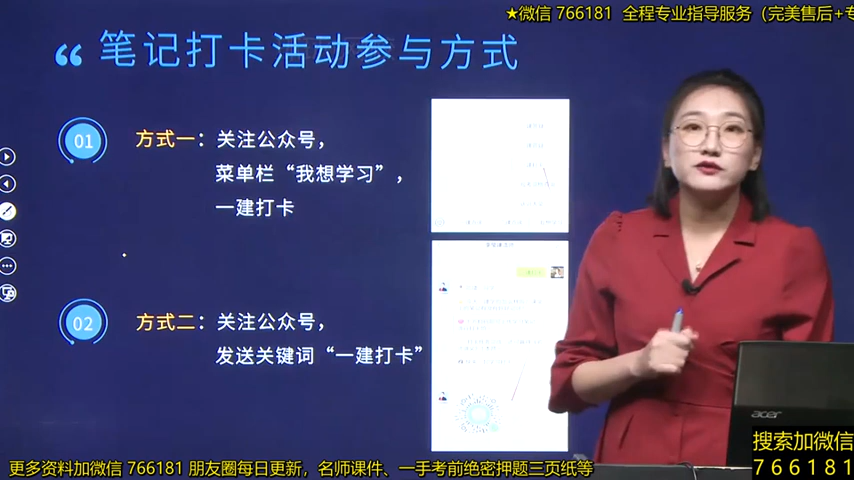 ★微信 766181 全程专业指导服务（完美售后+专
“ 笔记打卡活动参与方式
01
方式一：关注公众号，
菜单栏“我想学习”，
一建打卡
02
方式二：关注公众号，
发送关键词“一建打卡”
acer
搜索加微信
766181
更多资料加微信 766181 朋友圈每日更新，名师课件、一手考前绝密押题三页纸等